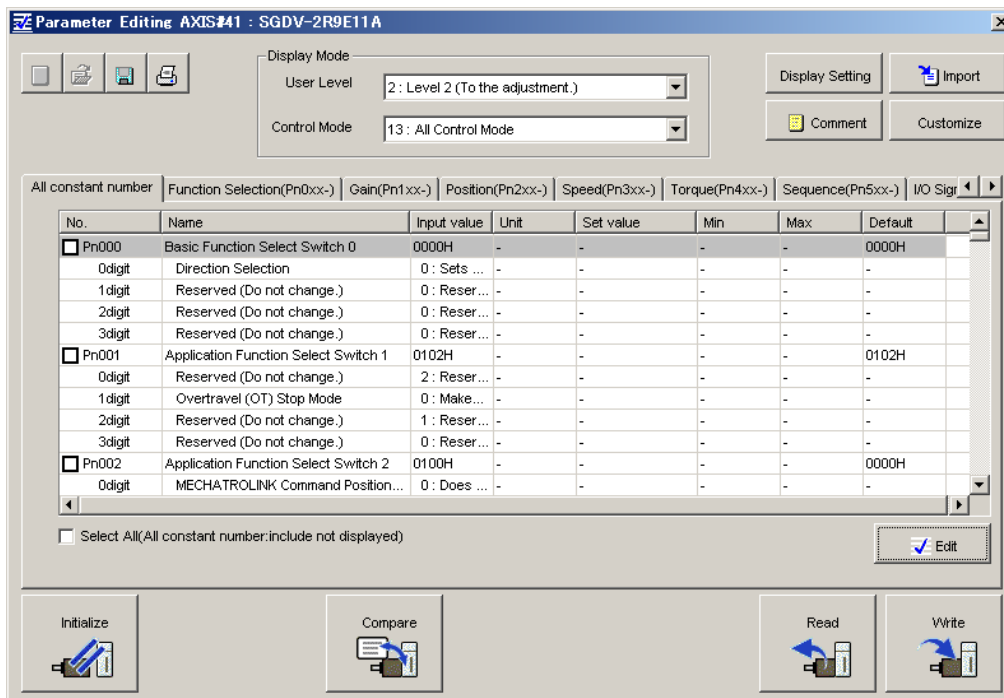 Parameter Editing AXIS#41 : SGDV-2R9E11A
Display Mode
User Level 2 : Level 2 (To the adjustment.)
Control Mode 13 : All Control Mode
Display Setting Import
Comment Customize
All constant number Function Selection(Pn0xx-) Gain(Pn1xx-) Position(Pn2xx-) Speed(Pn3xx-) Torque(Pn4xx-) Sequence(Pn5xx-) I/O Sigr
No. Name Input value Unit Set value Min Max Default
Pn000 Basic Function Select Switch 0 0000H - - - - 0000H
0digit Direction Selection 0 : Sets ... - - - - -
1digit Reserved (Do not change.) 0 : Reser... - - - - -
2digit Reserved (Do not change.) 0 : Reser... - - - - -
3digit Reserved (Do not change.) 0 : Reser... - - - - -
Pn001 Application Function Select Switch 1 0102H - - - - 0102H
0digit Reserved (Do not change.) 2 : Reser... - - - - -
1digit Overtravel (OT) Stop Mode 0 : Make... - - - - -
2digit Reserved (Do not change.) 1 : Reser... - - - - -
3digit Reserved (Do not change.) 0 : Reser... - - - - -
Pn002 Application Function Select Switch 2 0100H - - - - 0000H
0digit MECHATROLINK Command Position... 0 : Does ... - - - - -
Select All(All constant number:include not displayed)
Edit
Initialize Compare Read Write